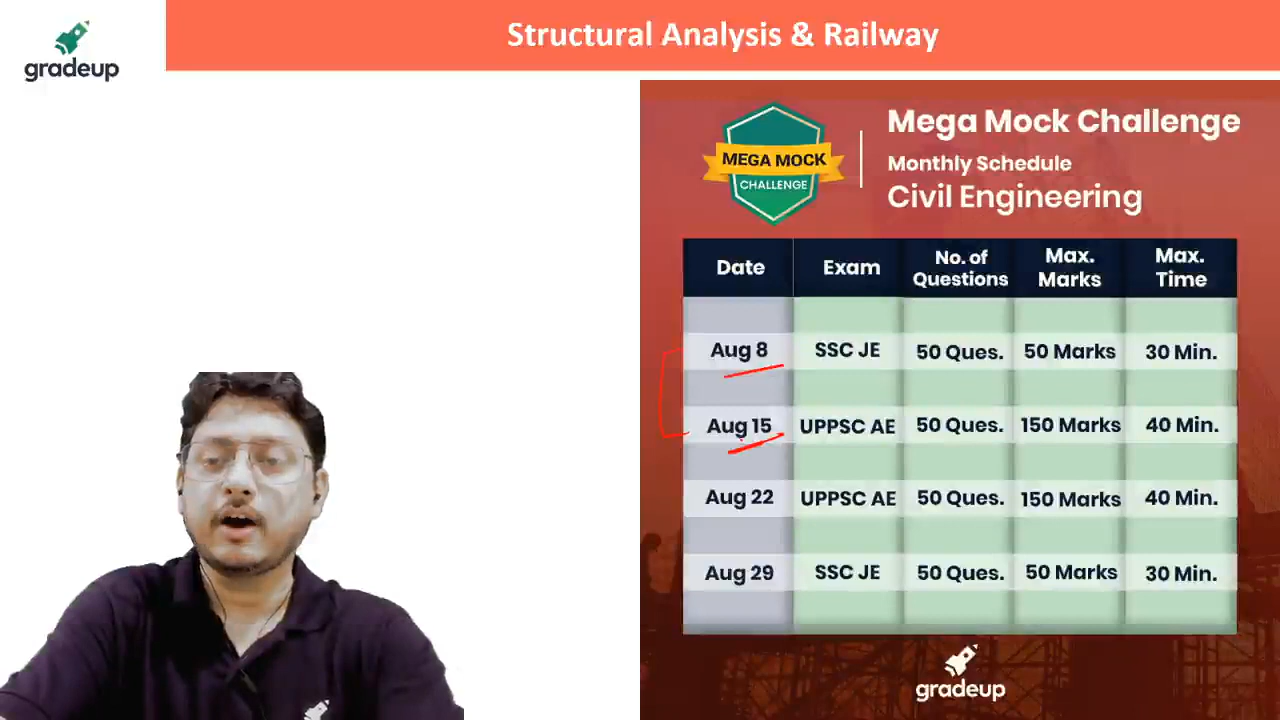 Structural Analysis & Railway
gradeup
Mega Mock Challenge
MEGA MOCK
CHALLENGE
Monthly Schedule
Civil Engineering
Date Exam No. of Questions Max. Marks Max. Time
Aug 8 SSC JE 50 Ques. 50 Marks 30 Min.
Aug 15 UPPSC AE 50 Ques. 150 Marks 40 Min.
Aug 22 UPPSC AE 50 Ques. 150 Marks 40 Min.
Aug 29 SSC JE 50 Ques. 50 Marks 30 Min.
gradeup